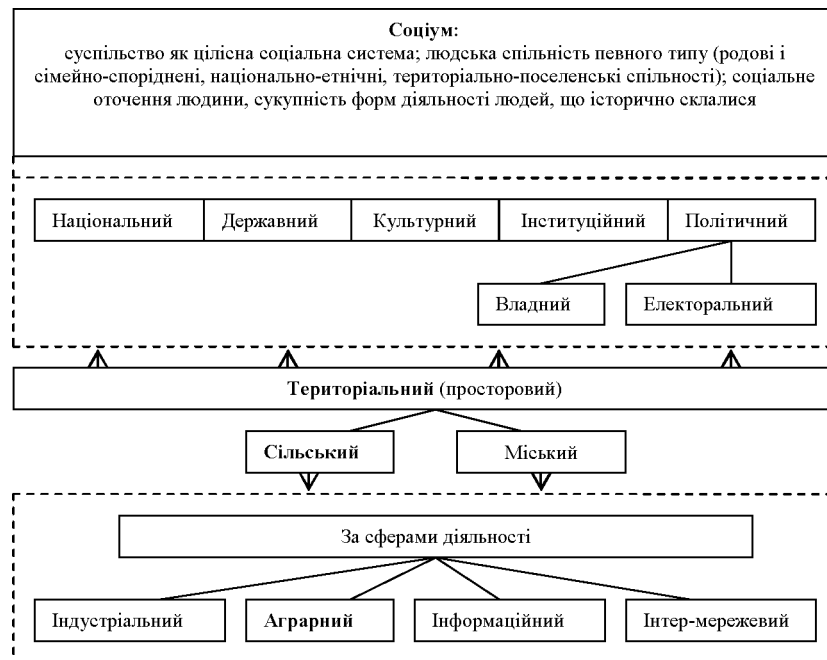 Соціум:
суспільство як цілісна соціальна система; людська спільність певного типу (родові і
сімейно-споріднені, національно-етнічні, територіально-поселенські спільності); соціальне
оточення людини, сукупність форм діяльності людей, що історично склалися
Національний Державний Культурний Інституційний Політичний
Владний Електоральний
Територіальний (просторовий)
Сільський Міський
За сферами діяльності
Індустріальний Аграрний Інформаційний Інтер-мережевий